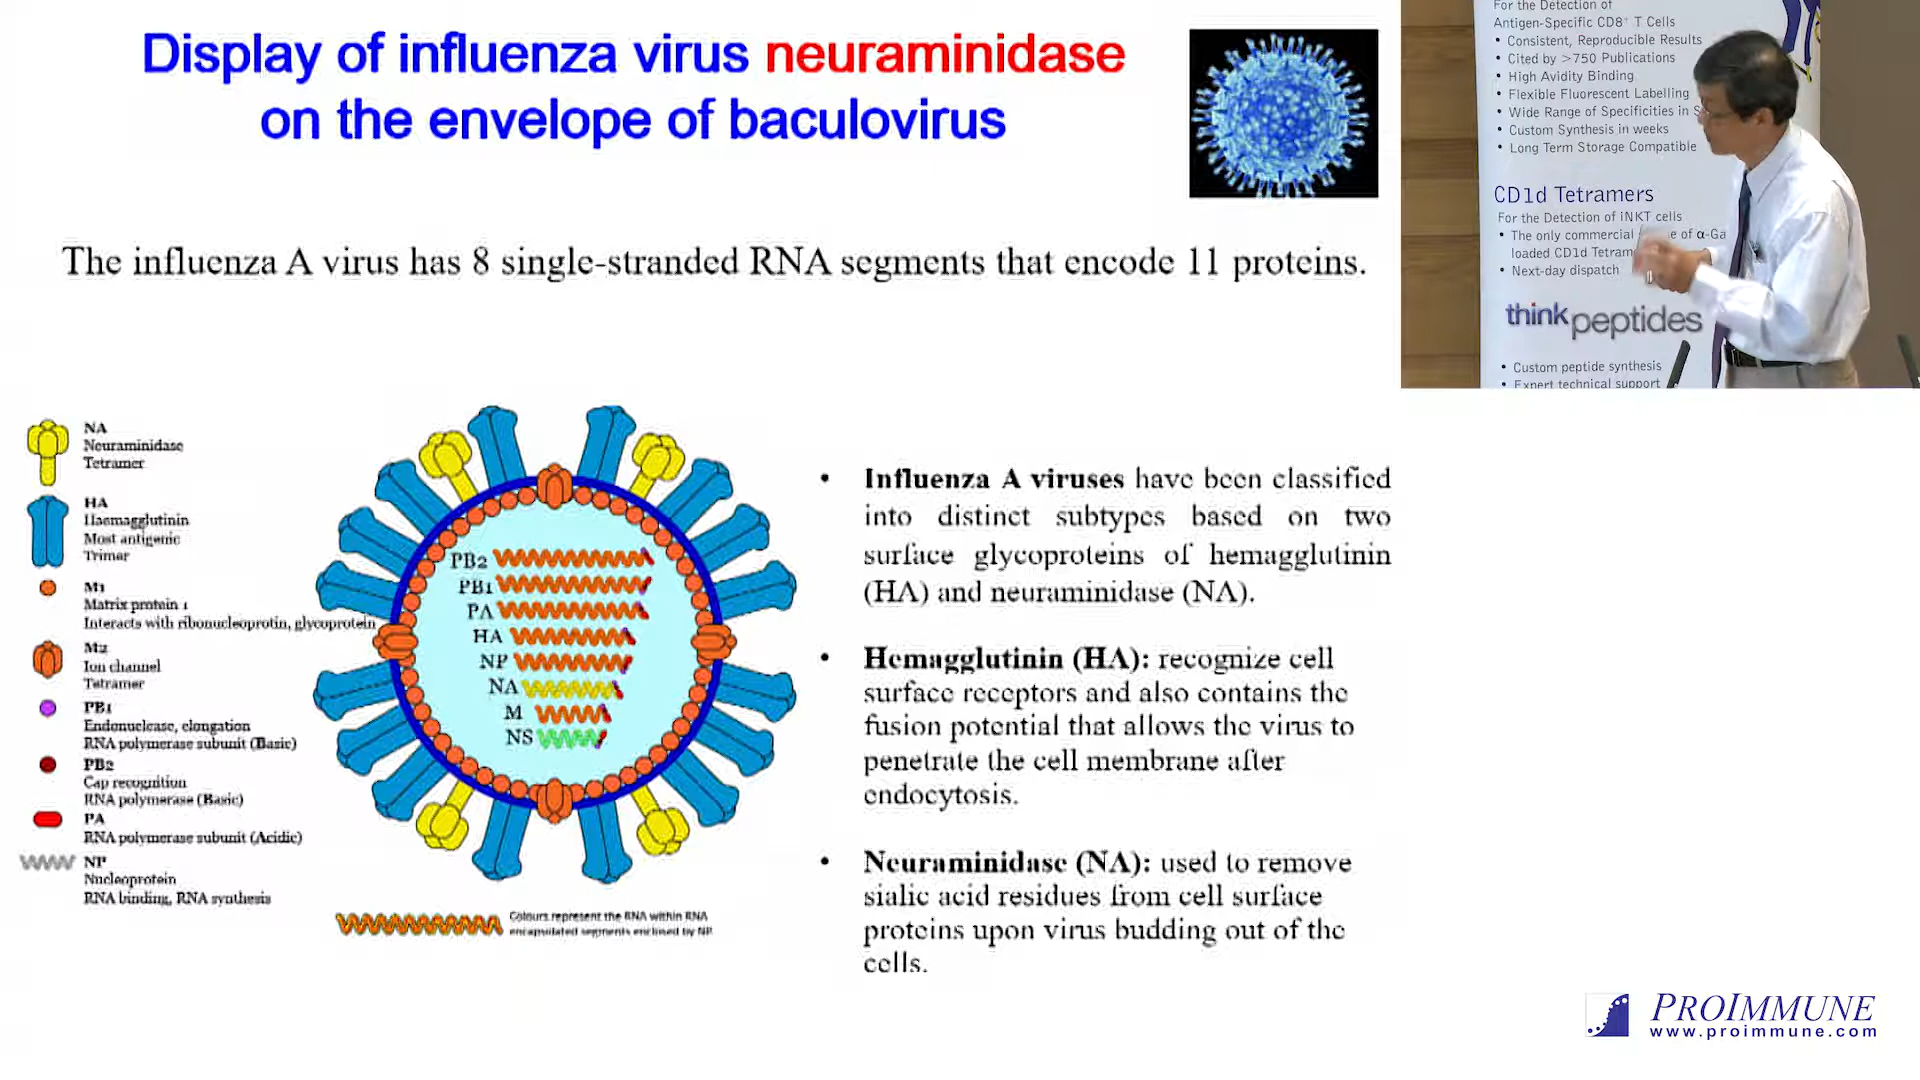 Display of influenza virus neuraminidase
on the envelope of baculovirus
The influenza A virus has 8 single-stranded RNA segments that encode 11 proteins.
NA
Neuraminidase
Tetramer
HA
Haemagglutinin
Most antigenic
Trimer
M1
Matrix protein 1
Interacts with ribonucleoprotin, glycoprotein
M2
Ion channel
Tetramer
PB1
Endonuclease, elongation
RNA polymerase subunit (Basic)
PB2
Cap recognition
RNA polymerase (Basic)
PA
RNA polymerase subunit (Acidic)
NP
Nucleoprotein
RNA binding, RNA synthesis
PB2
PB1
PA
HA
NP
NA
M
NS
Colours represent the RNA within RNA
encapsulated segments enclosed by NP
• Influenza A viruses have been classified
into distinct subtypes based on two
surface glycoproteins of hemagglutinin
(HA) and neuraminidase (NA).
• Hemagglutinin (HA): recognize cell
surface receptors and also contains the
fusion potential that allows the virus to
penetrate the cell membrane after
endocytosis.
• Neuraminidase (NA): used to remove
sialic acid residues from cell surface
proteins upon virus budding out of the
cells.
For the Detection of
Antigen-Specific CD8+ T Cells
• Consistent, Reproducible Results
• Cited by >750 Publications
• High Avidity Binding
• Flexible Fluorescent Labelling
• Wide Range of Specificities in
• Custom Synthesis in weeks
• Long Term Storage Compatible
CD1d Tetramers
For the Detection of iNKT cells
• The only commercial of α-Ga
loaded CD1d Tetram
• Next-day dispatch
think peptides
• Custom peptide synthesis
• Expert technical support
PROIMMUNE
www.proimmune.com